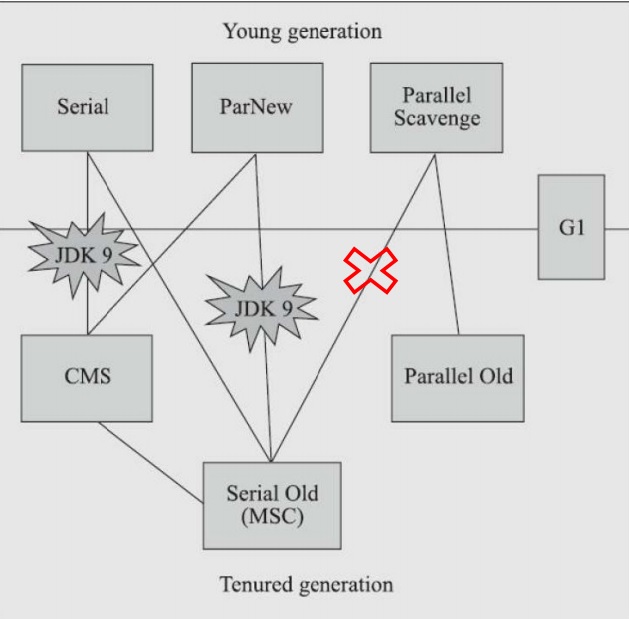 Young generation
Serial
ParNew
Parallel
Scavenge
G1
JDK 9
JDK 9
CMS
Parallel Old
Serial Old
(MSC)
Tenured generation